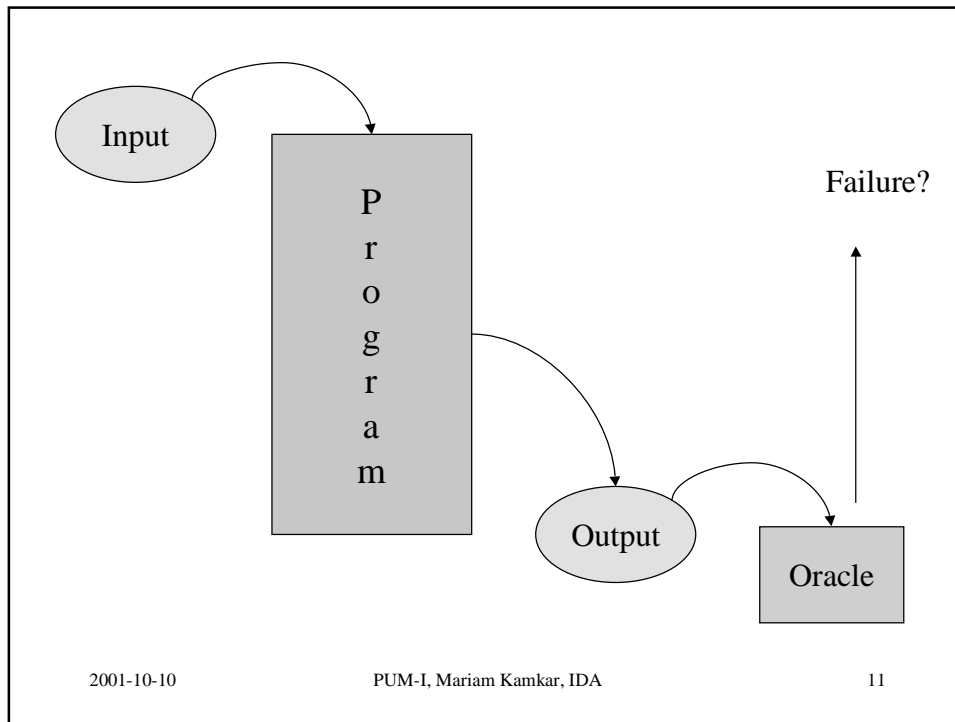 Input
Failure?
P
r
o
g
r
a
m
Output
Oracle
2001-10-10 PUM-I, Mariam Kamkar, IDA 11